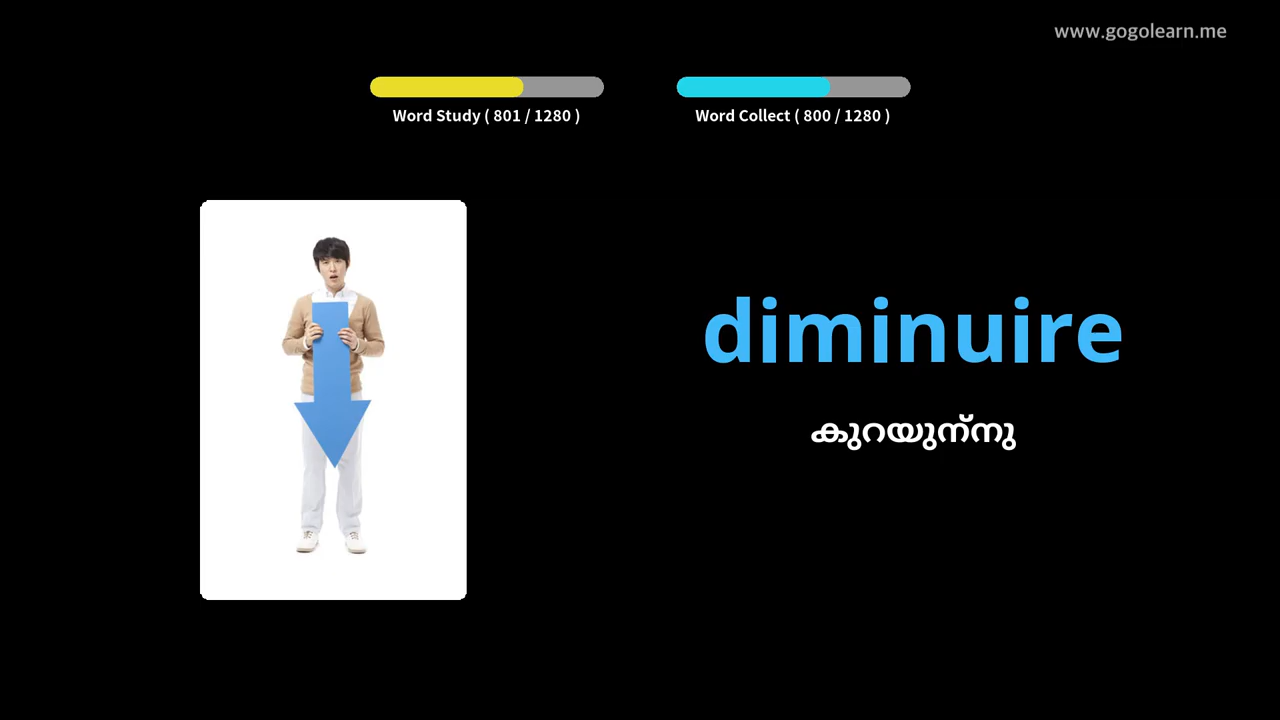 www.gogolearn.me
Word Study ( 801 / 1280 )
Word Collect ( 800 / 1280 )
diminuire
കുറയുന്നു